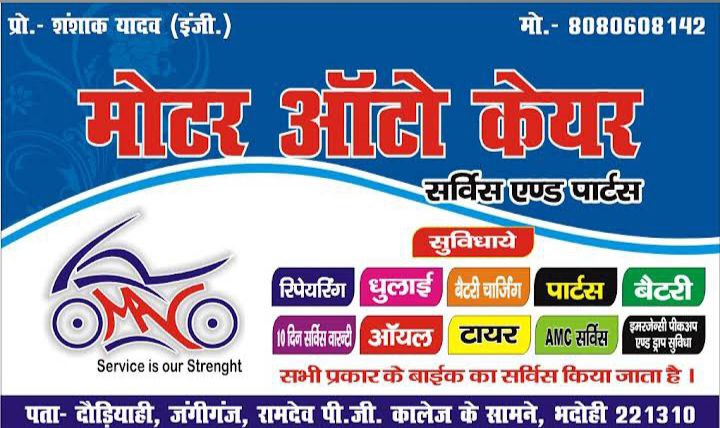 प्रो.- शंशाक यादव (इंजी.) मो.- 8080608142
मोटर ऑटो केयर
सर्विस एण्ड पार्टस
सुविधाये
रिपेयरिंग धुलाई बैटरी चार्जिंग पार्टस बैटरी
10 दिन सर्विस वारन्टी ऑयल टायर AMC सर्विस इमरजेन्सी पीकअप
एण्ड ड्राप सुविधा
MAC
Service is our Strenght
सभी प्रकार के बाईक का सर्विस किया जाता है ।
पता- दौड़ियाही, जंगीगंज, रामदेव पी.जी. कालेज के सामने, भदोही 221310